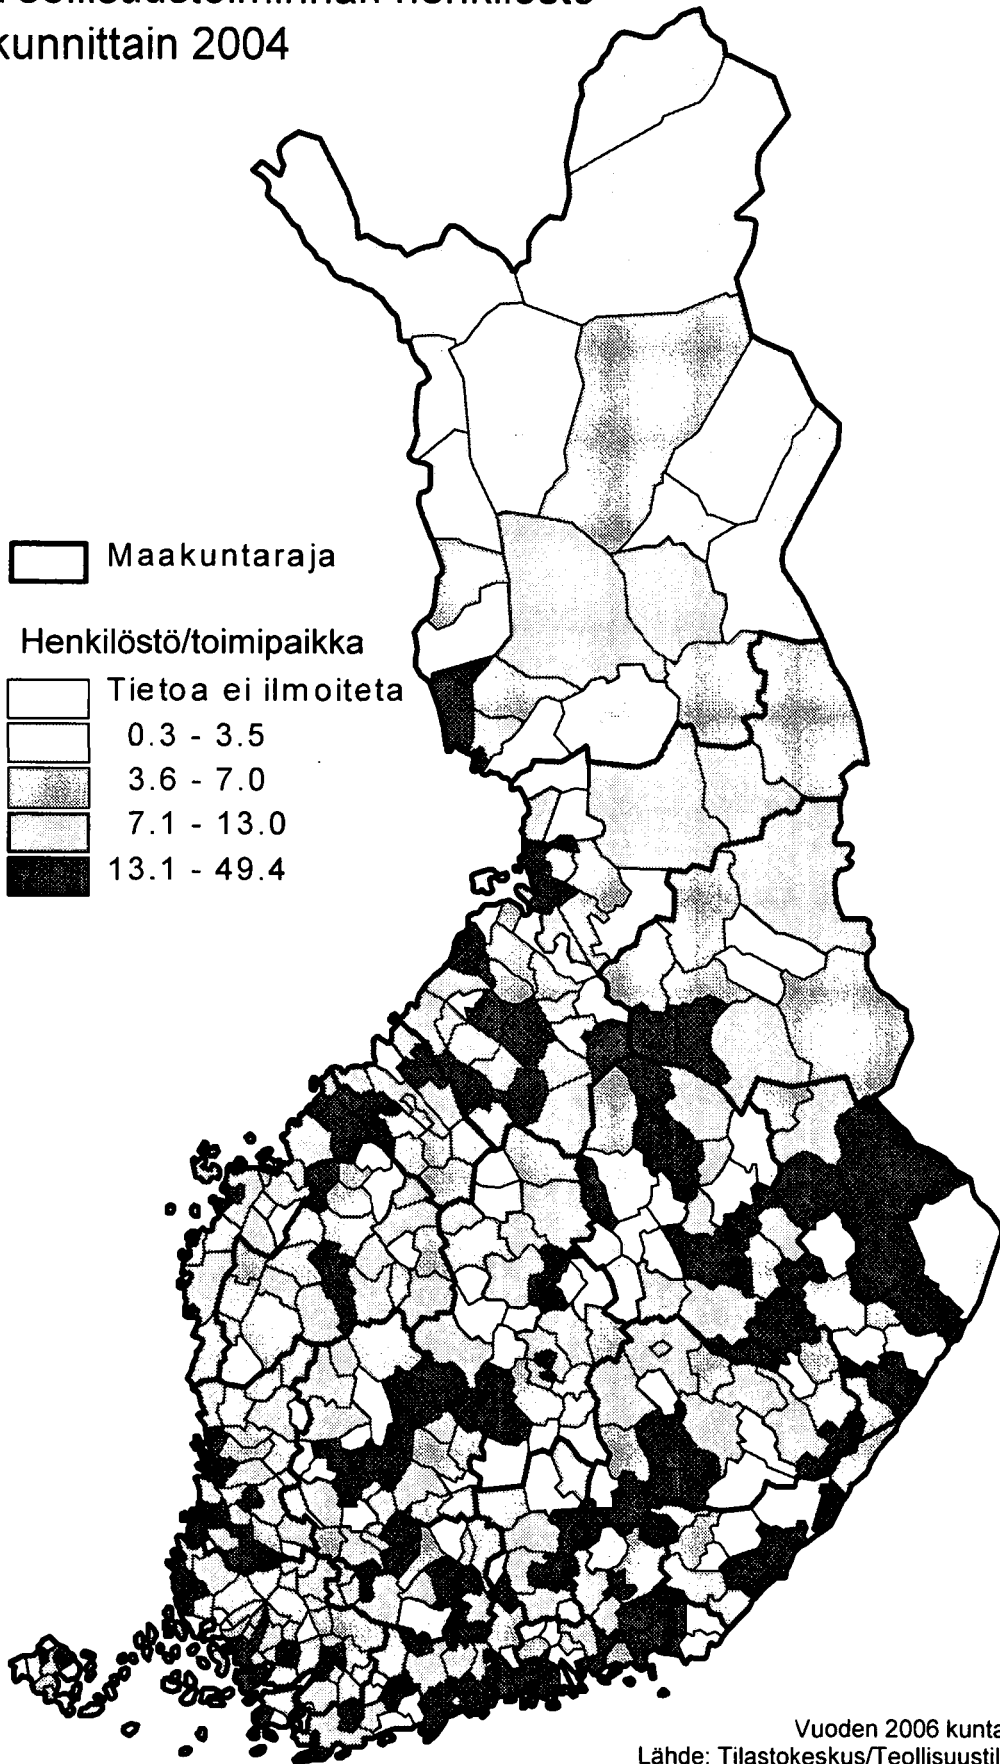 kunnittain 2004
Maakuntaraja
Henkilöstö/toimipaikka
Tietoa ei ilmoiteta
0.3 - 3.5
3.6 - 7.0
7.1 - 13.0
13.1 - 49.4
Vuoden 2006 kunta
Lähde: Tilastokeskus/Teollisuustil